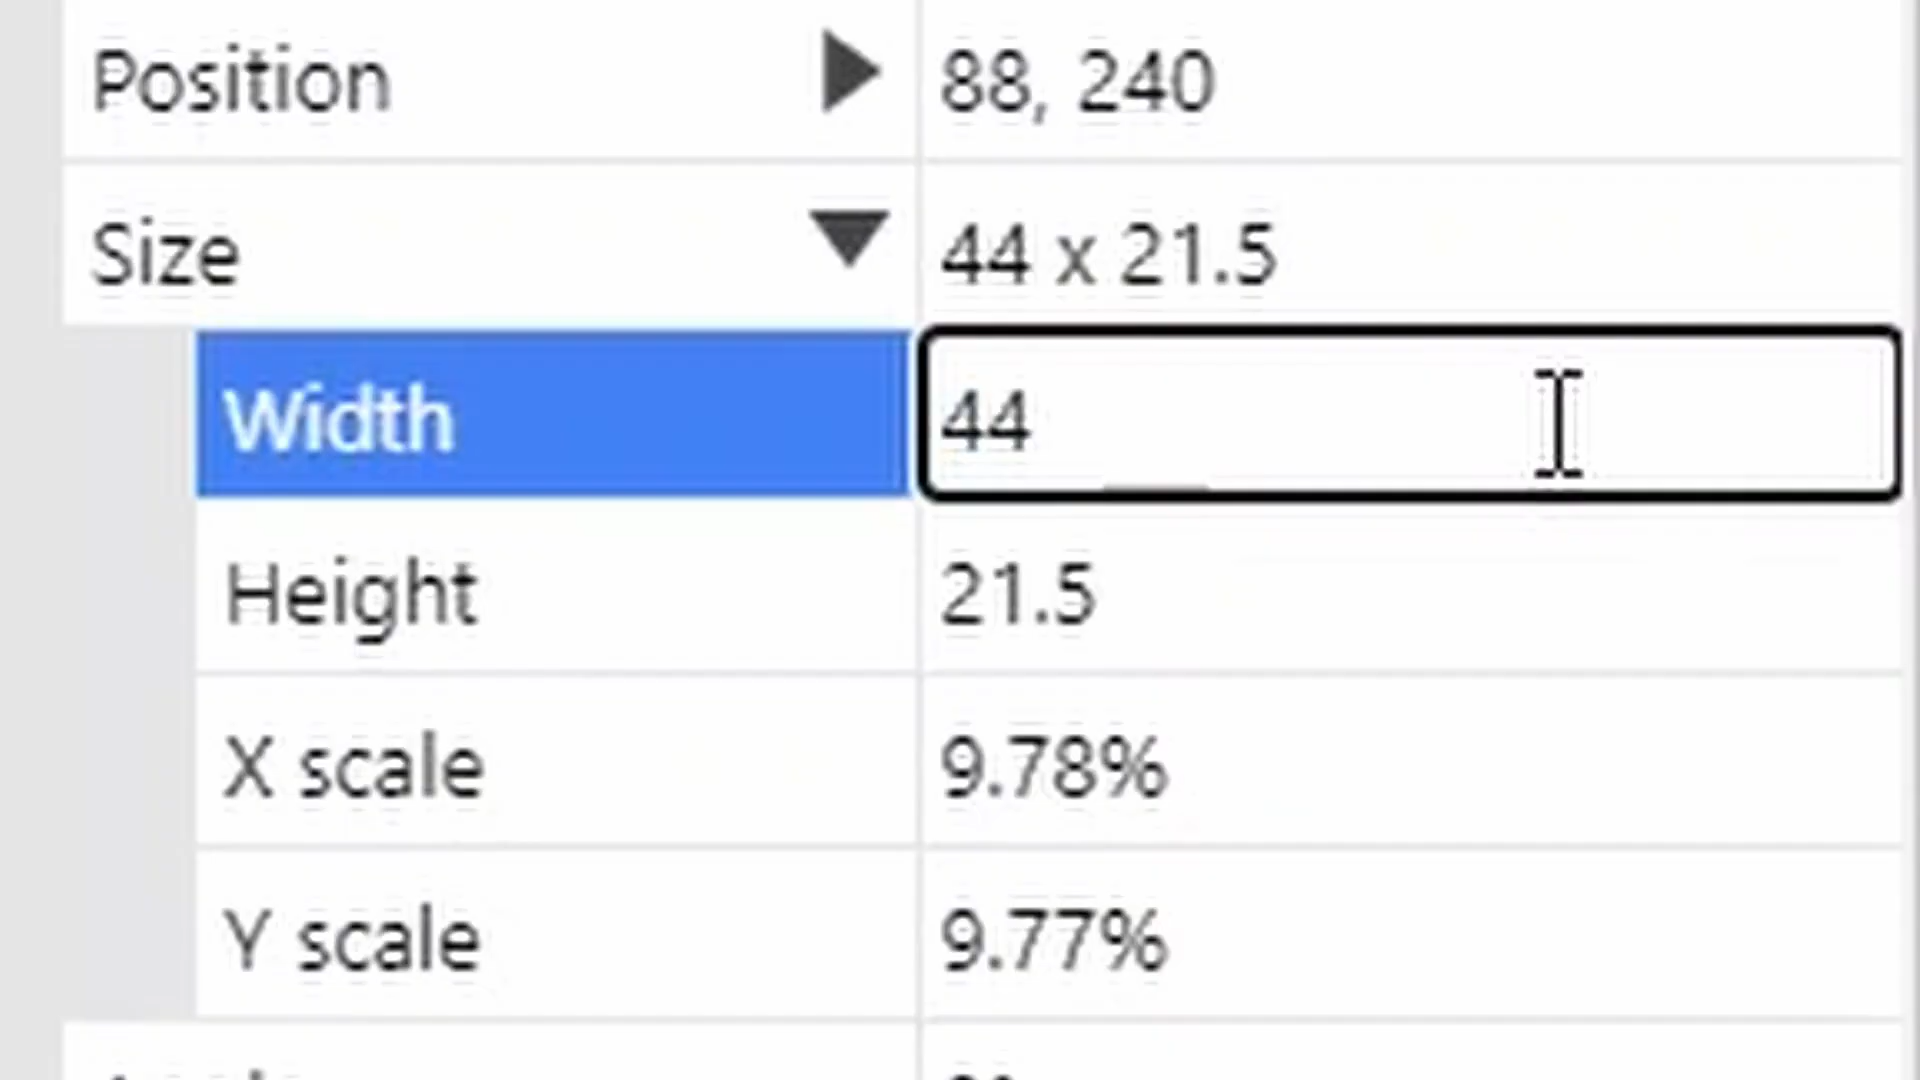 Position 88, 240
Size 44 x 21.5
Width 44
Height 21.5
X scale 9.78%
Y scale 9.77%